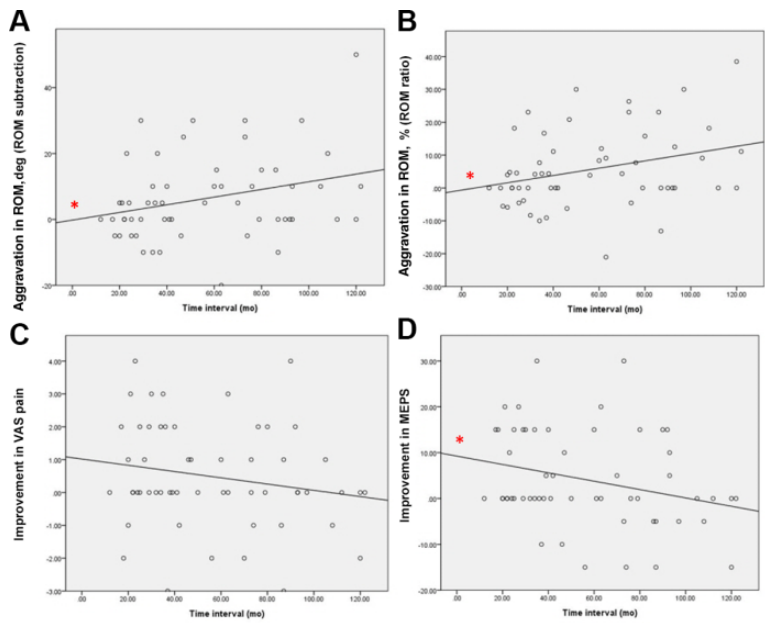 A
Aggravation in ROM, deg (ROM subtraction)
40
20
0
-20
*
.00 20.00 40.00 60.00 80.00 100.00 120.00
Time interval (mo)
B
Aggravation in ROM, % (ROM ratio)
40.00
30.00
20.00
10.00
.00
-10.00
-20.00
-30.00
*
.00 20.00 40.00 60.00 80.00 100.00 120.00
Time interval (mo)
C
Improvement in VAS pain
4.00
3.00
2.00
1.00
.00
-1.00
-2.00
-3.00
.00 20.00 40.00 60.00 80.00 100.00 120.00
Time interval (mo)
D
Improvement in MEPS
30.00
20.00
10.00
.00
-10.00
-20.00
*
.00 20.00 40.00 60.00 80.00 100.00 120.00
Time interval (mo)